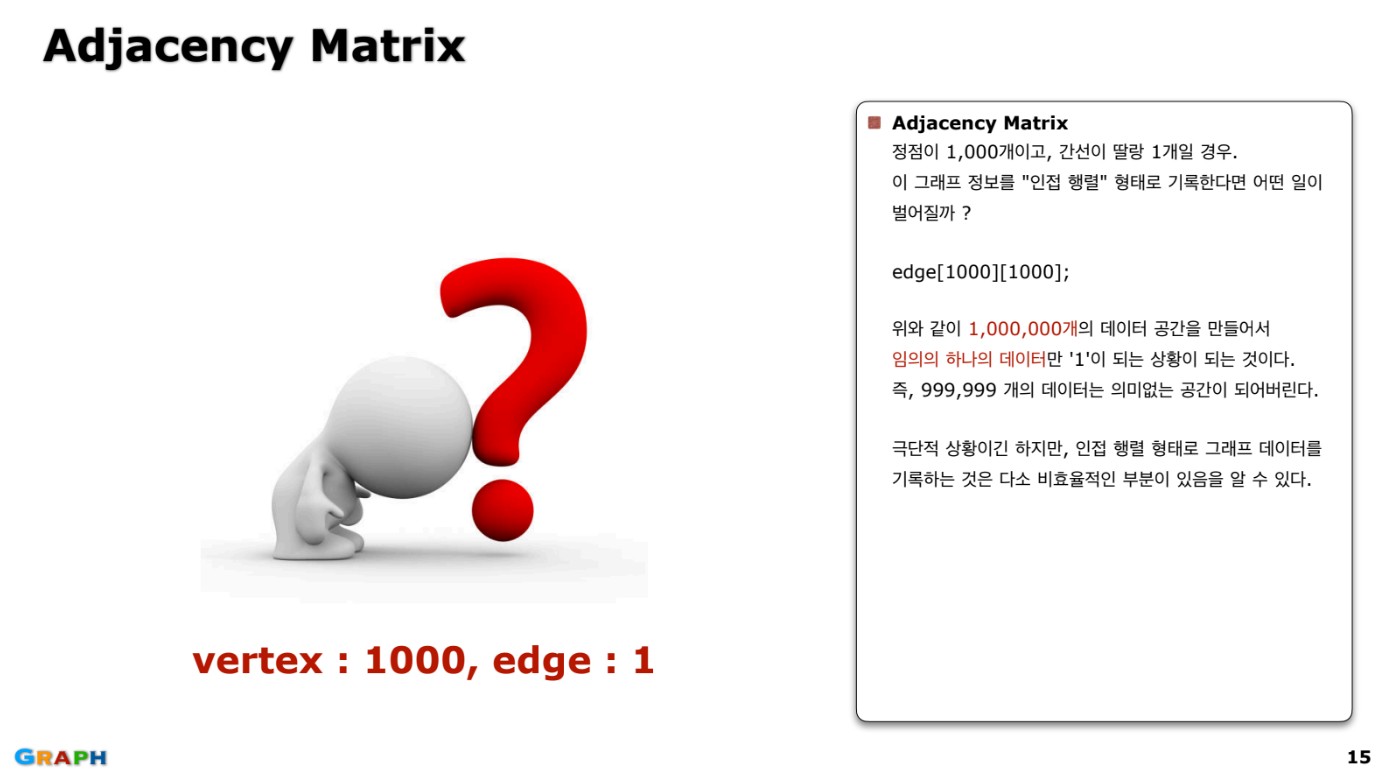 Adjacency Matrix
Adjacency Matrix
정점이 1,000개이고, 간선이 딸랑 1개일 경우.
이 그래프 정보를 "인접 행렬" 형태로 기록한다면 어떤 일이
벌어질까 ?
edge[1000][1000];
위와 같이 1,000,000개의 데이터 공간을 만들어서
임의의 하나의 데이터만 '1'이 되는 상황이 되는 것이다.
즉, 999,999 개의 데이터는 의미없는 공간이 되어버린다.
극단적 상황이긴 하지만, 인접 행렬 형태로 그래프 데이터를
기록하는 것은 다소 비효율적인 부분이 있음을 알 수 있다.
vertex : 1000, edge : 1
GRAPH
15